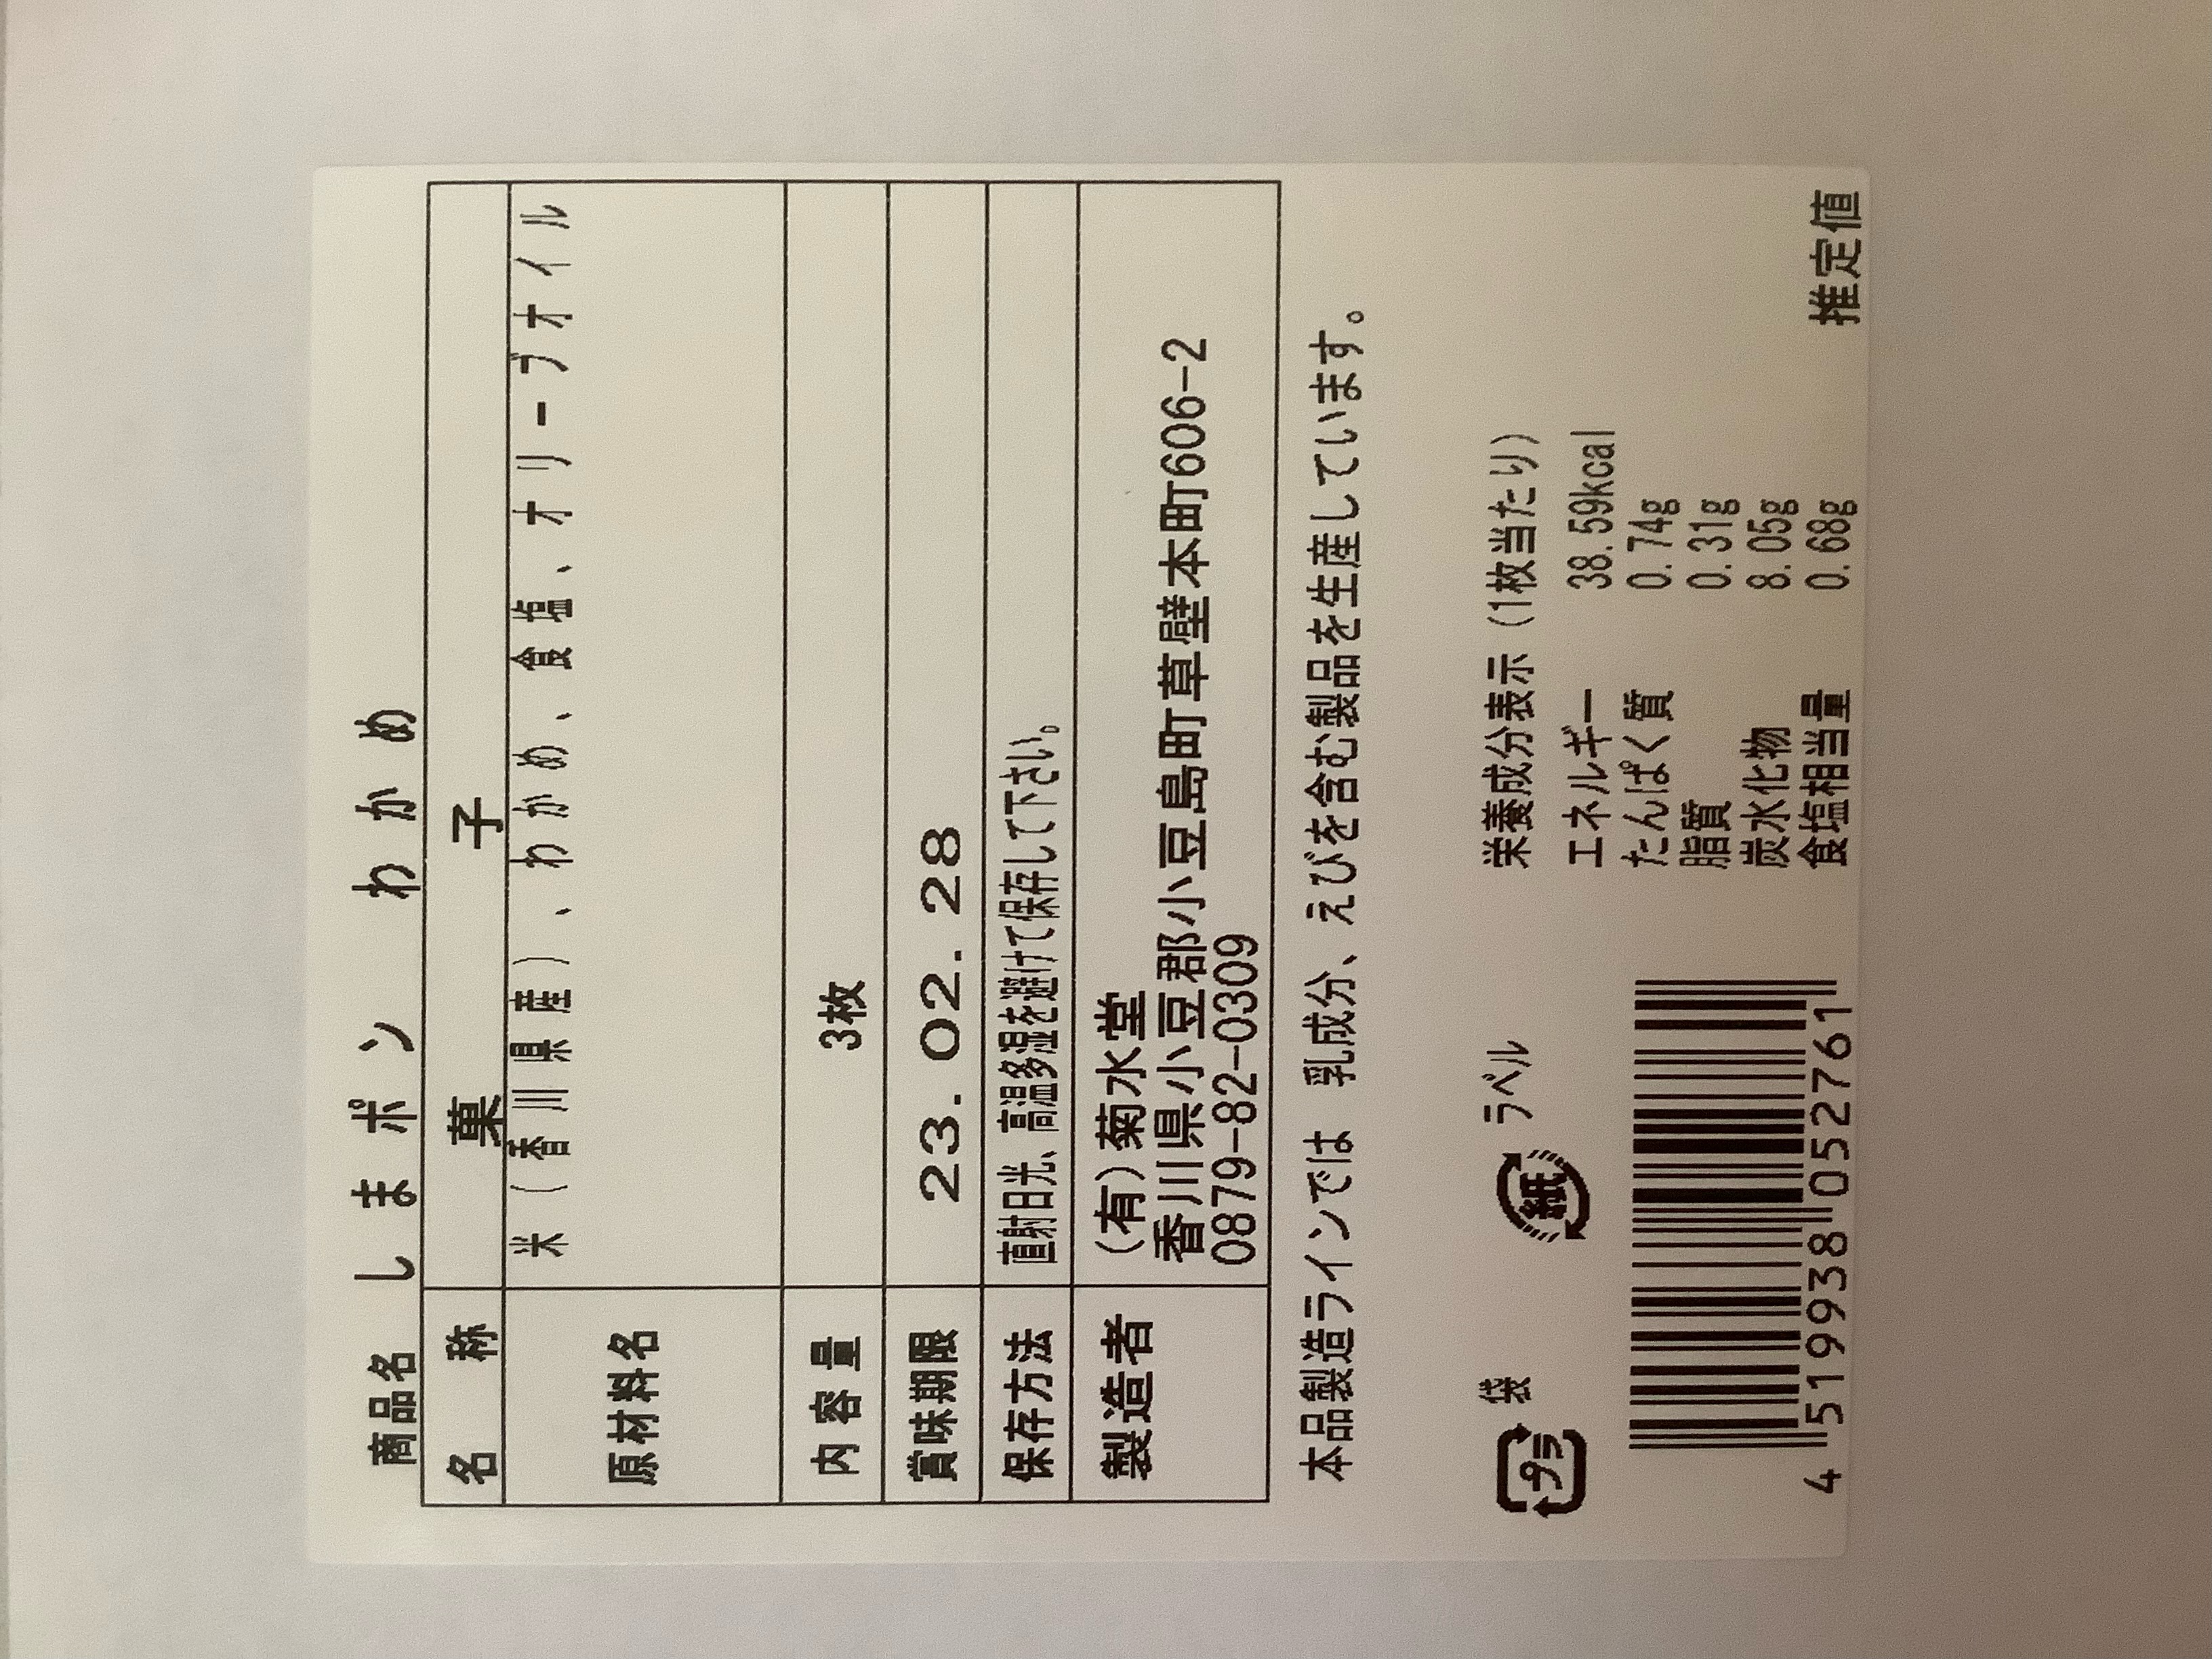 商品名 しまポン わかめ
名 称 菓 子
原材料名 米(香川県産)、わかめ、食塩、オリーブオイル
内容量 3枚
賞味期限 23.02.28
保存方法 直射日光、高温多湿を避けて保存して下さい。
製造者 (有)菊水堂
香川県小豆郡小豆島町草壁本町606-2
0879-82-0309
本品製造ラインでは 乳成分、えびを含む製品を生産しています。
プラ 袋 紙 ラベル
栄養成分表示(1枚当たり)
エネルギー 38.59kcal
たんぱく質 0.74g
脂質 0.31g
炭水化物 8.05g
食塩相当量 0.68g
推定値
4 519938 052761